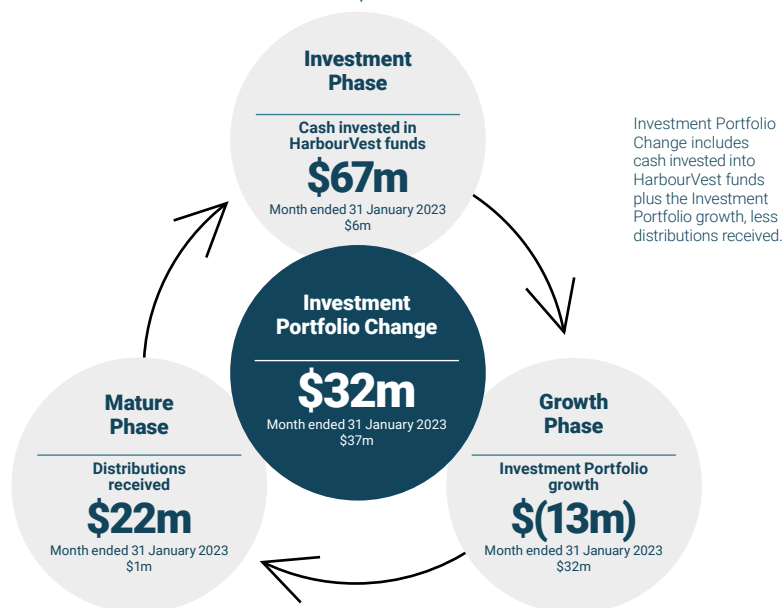 Investment
Phase
Cash invested in
HarbourVest funds
$67m
Month ended 31 January 2023
$6m
Investment Portfolio
Change includes
cash invested into
HarbourVest funds
plus the Investment
Portfolio growth, less
distributions received.
Investment
Portfolio Change
$32m
Month ended 31 January 2023
$37m
Mature
Phase
Distributions
received
$22m
Month ended 31 January 2023
$1m
Growth
Phase
Investment Portfolio
growth
$(13m)
Month ended 31 January 2023
$32m